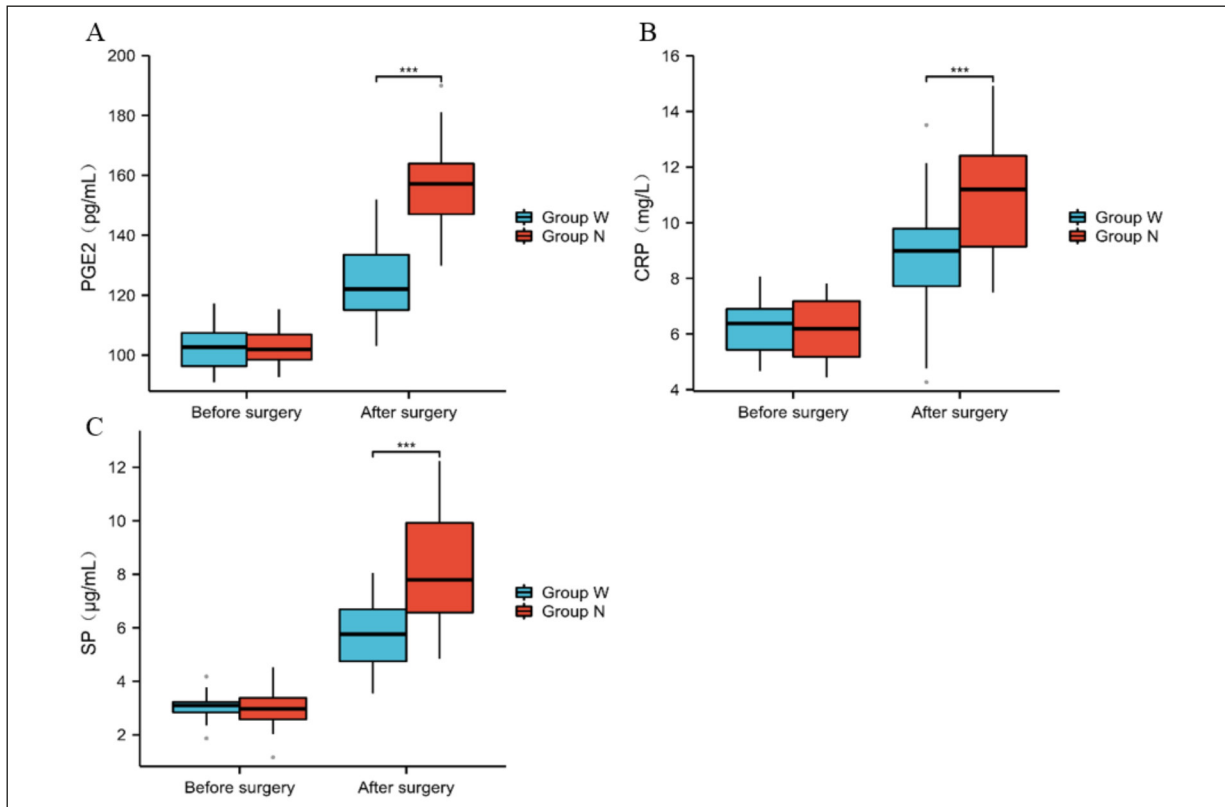 A
PGE2（pg/mL）
200
180
160
140
120
100
***
Before surgery
After surgery
Group W
Group N
B
CRP（mg/L）
16
14
12
10
8
6
4
***
Before surgery
After surgery
Group W
Group N
C
SP（μg/mL）
12
10
8
6
4
2
***
Before surgery
After surgery
Group W
Group N